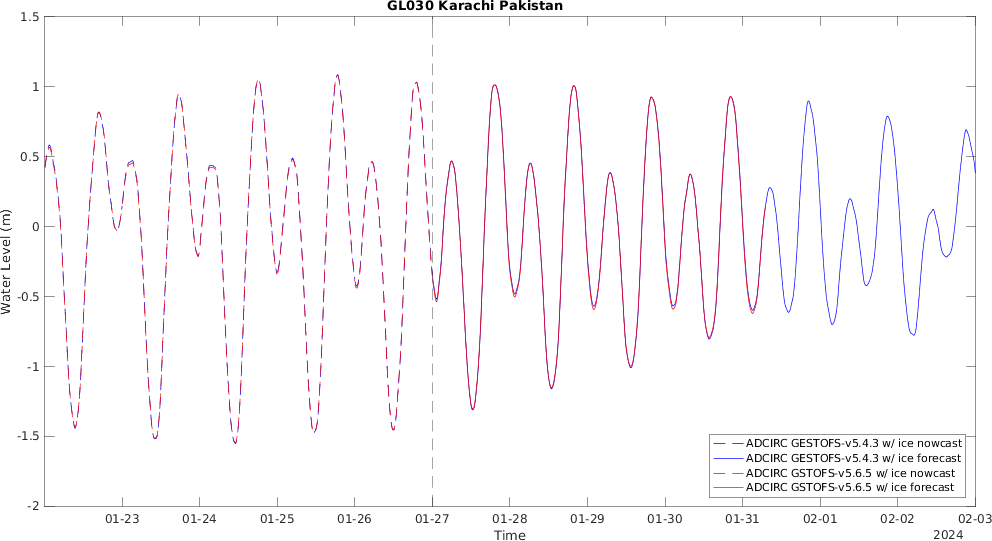 GL030 Karachi Pakistan
1.5
1
0.5
0
-0.5
-1
-1.5
-2
Water Level (m)
ADCIRC GESTOFS-v5.4.3 w/ ice nowcast
ADCIRC GESTOFS-v5.4.3 w/ ice forecast
ADCIRC GSTOFS-v5.6.5 w/ ice nowcast
ADCIRC GSTOFS-v5.6.5 w/ ice forecast
01-23 01-24 01-25 01-26 01-27 01-28 01-29 01-30 01-31 02-01 02-02 02-03
Time
2024